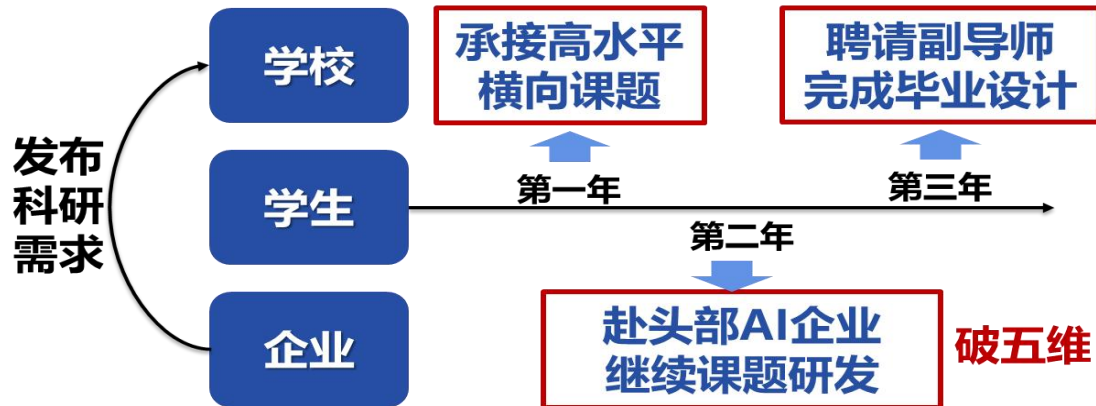 学校
承接高水平
横向课题
聘请副导师
完成毕业设计
发布
科研
需求
学生
第一年
第三年
第二年
企业
赴头部AI企业
继续课题研发
破五维